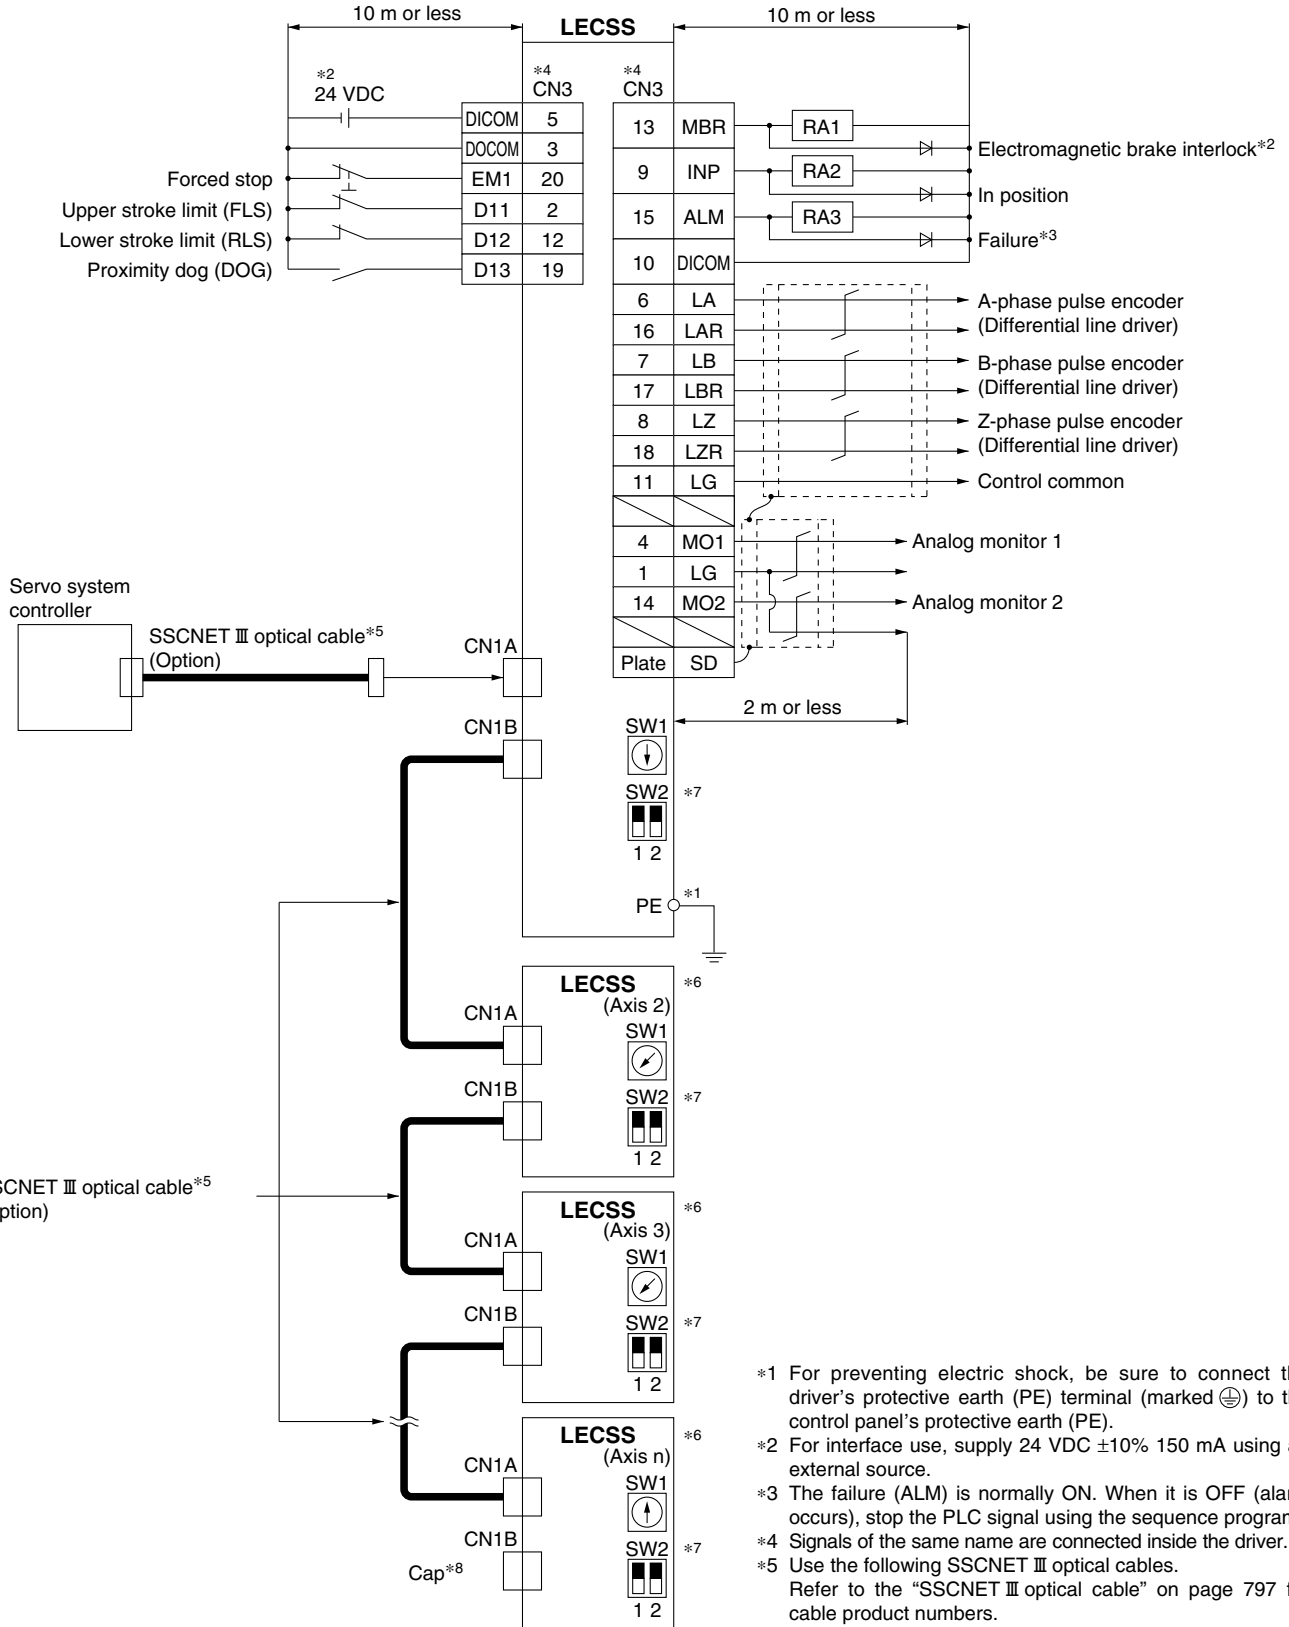 10 m or less
LECSS
10 m or less
*2
24 VDC
*4
CN3
*4
CN3
DICOM 5
DOCOM 3
Forced stop EM1 20
Upper stroke limit (FLS) D11 2
Lower stroke limit (RLS) D12 12
Proximity dog (DOG) D13 19
13 MBR RA1
Electromagnetic brake interlock*2
9 INP RA2
In position
15 ALM RA3
Failure*3
10 DICOM
6 LA A-phase pulse encoder
16 LAR (Differential line driver)
7 LB B-phase pulse encoder
17 LBR (Differential line driver)
8 LZ Z-phase pulse encoder
18 LZR (Differential line driver)
11 LG Control common
4 MO1 Analog monitor 1
1 LG
14 MO2 Analog monitor 2
Plate SD
2 m or less
Servo system
controller
SSCNET Ⅲ optical cable*5
(Option)
CN1A
CN1B
SW1
SW2 *7
1 2
PE *1
LECSS *6
(Axis 2)
CN1A
SW1
CN1B
SW2 *7
1 2
SCNET Ⅲ optical cable*5
ption)
LECSS *6
(Axis 3)
CN1A
SW1
CN1B
SW2 *7
1 2
LECSS *6
(Axis n)
CN1A
SW1
CN1B
Cap*8
SW2 *7
1 2
*1 For preventing electric shock, be sure to connect th
driver's protective earth (PE) terminal (marked ⏚) to th
control panel's protective earth (PE).
*2 For interface use, supply 24 VDC ±10% 150 mA using a
external source.
*3 The failure (ALM) is normally ON. When it is OFF (alar
occurs), stop the PLC signal using the sequence program
*4 Signals of the same name are connected inside the driver.
*5 Use the following SSCNET Ⅲ optical cables.
Refer to the “SSCNET Ⅲ optical cable” on page 797 f
cable product numbers.